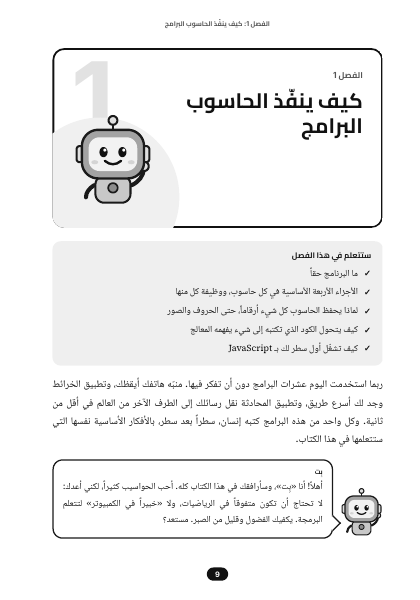 الفصل 1: كيف ينفّذ الحاسوب البرامج
1
الفصل 1
كيف ينفّذ الحاسوب
البرامج
ستتعلم في هذا الفصل
✓ ما البرنامج حقاً
✓ الأجزاء الأربعة الأساسية في كل حاسوب، ووظيفة كل منها
✓ لماذا يحفظ الحاسوب كل شيء أرقاماً، حتى الحروف والصور
✓ كيف يتحول الكود الذي تكتبه إلى شيء يفهمه المعالج
✓ كيف تشغّل أول سطر لك بـ JavaScript
ربما استخدمت اليوم عشرات البرامج دون أن تفكر فيها. منبّه هاتفك أيقظك، وتطبيق الخرائط
وجد لك أسرع طريق، وتطبيق المحادثة نقل رسائلك إلى الطرف الآخر من العالم في أقل من
ثانية. وكل واحد من هذه البرامج كتبه إنسان، سطراً بعد سطر، بالأفكار الأساسية نفسها التي
ستتعلمها في هذا الكتاب.
بِت
أهلاً! أنا «بِت»، وسأرافقك في هذا الكتاب كله. أحب الحواسيب كثيراً، لكني أعدك:
لا تحتاج أن تكون متفوقاً في الرياضيات، ولا «خبيراً في الكمبيوتر» لتتعلم
البرمجة. يكفيك الفضول وقليل من الصبر. مستعد؟
9